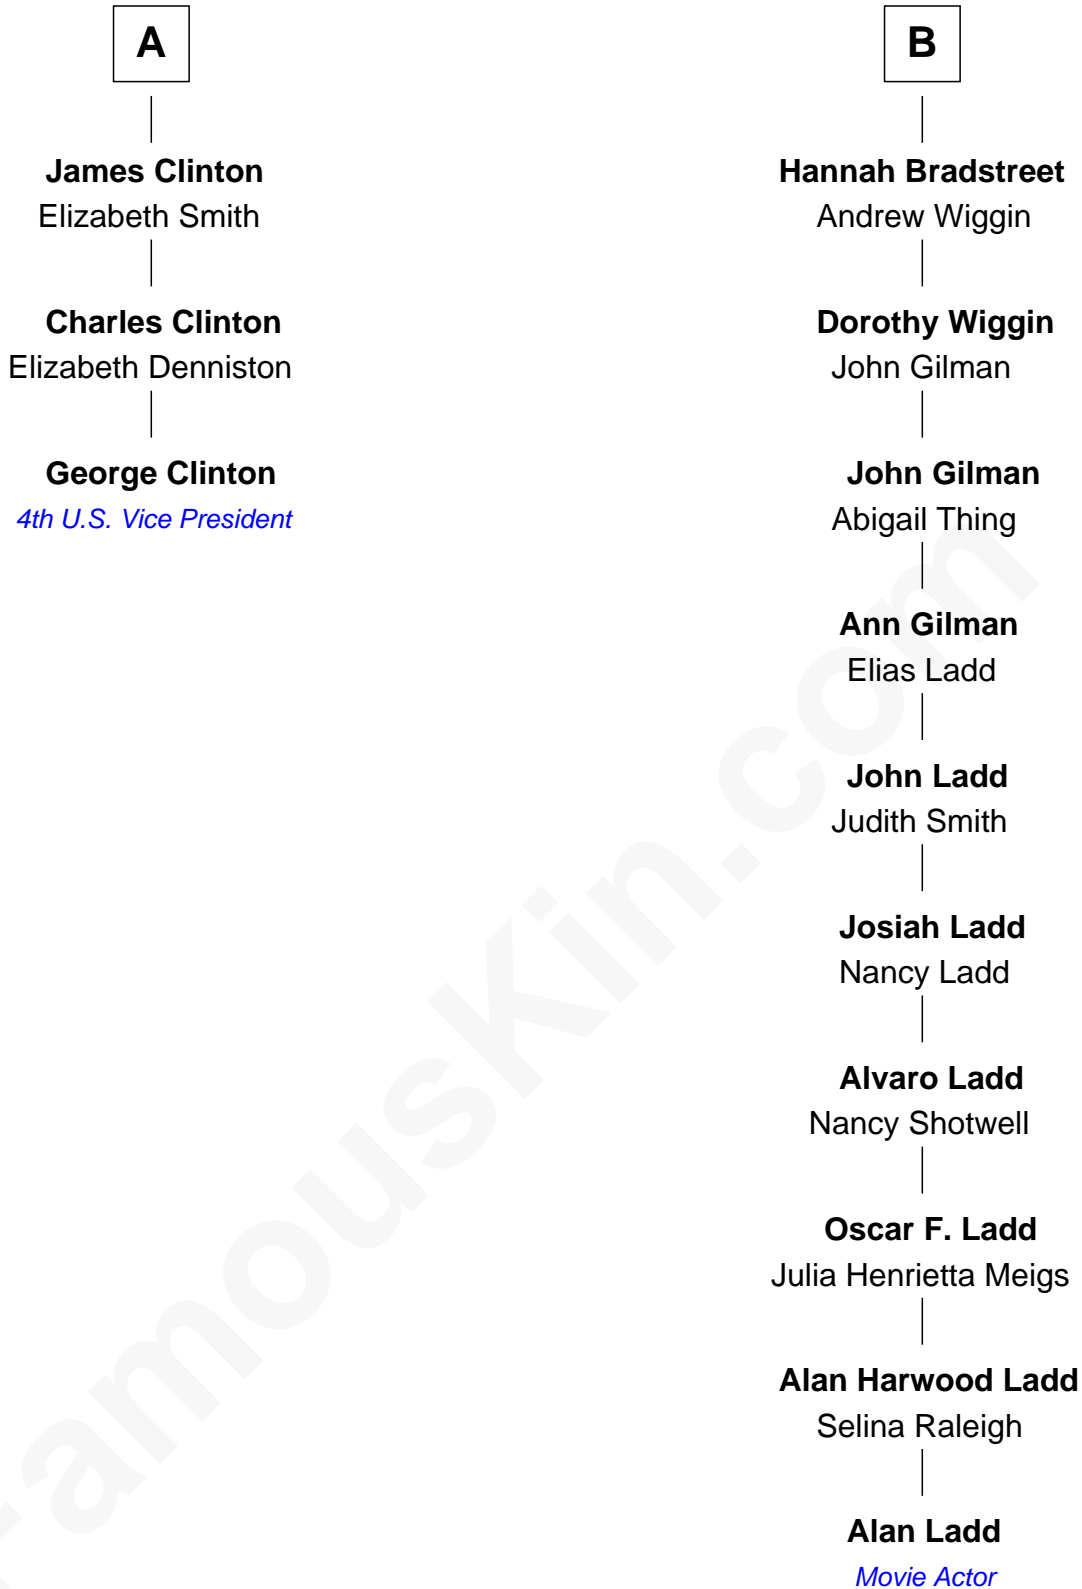 A
James Clinton
Elizabeth Smith
Charles Clinton
Elizabeth Denniston
George Clinton
4th U.S. Vice President
B
Hannah Bradstreet
Andrew Wiggin
Dorothy Wiggin
John Gilman
John Gilman
Abigail Thing
Ann Gilman
Elias Ladd
John Ladd
Judith Smith
Josiah Ladd
Nancy Ladd
Alvaro Ladd
Nancy Shotwell
Oscar F. Ladd
Julia Henrietta Meigs
Alan Harwood Ladd
Selina Raleigh
Alan Ladd
Movie Actor
FamousKin.com